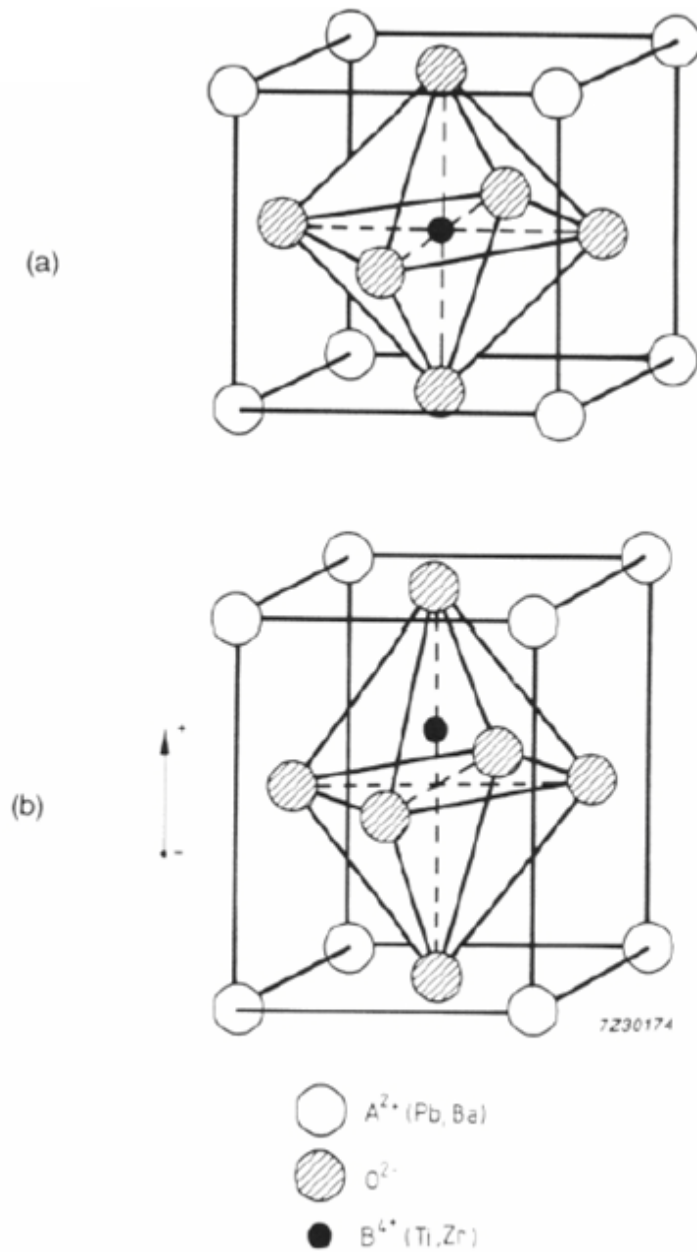 (a)
(b)
+
−
7Z30174
A²⁺ (Pb, Ba)
O²⁻
B⁴⁺ (Ti, Zr)